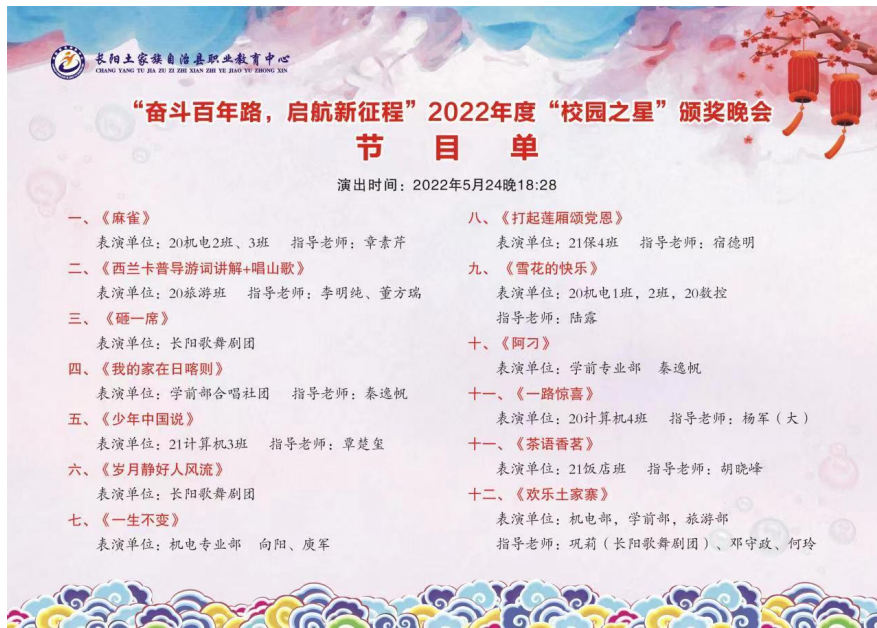 长阳土家族自治县职业教育中心
CHANG YANG TU JIA ZU ZI ZHI XIAN ZHI YE JIAO YU ZHONG XIN
“奋斗百年路，启航新征程”2022年度“校园之星”颁奖晚会
节目单
演出时间：2022年5月24晚18:28
一、《麻雀》
表演单位：20机电2班、3班 指导老师：章素芹
二、《西兰卡普导游词讲解+唱山歌》
表演单位：20旅游班 指导老师：李明纯、董方瑞
三、《砸一席》
表演单位：长阳歌舞剧团
四、《我的家在日喀则》
表演单位：学前部合唱社团 指导老师：秦逸帆
五、《少年中国说》
表演单位：21计算机3班 指导老师：覃楚玺
六、《岁月静好人风流》
表演单位：长阳歌舞剧团
七、《一生不变》
表演单位：机电专业部 向阳、庾军
八、《打起莲厢颂党恩》
表演单位：21保4班 指导老师：宿德明
九、《雪花的快乐》
表演单位：20机电1班，2班，20数控
指导老师：陆露
十、《阿刁》
表演单位：学前专业部 秦逸帆
十一、《一路惊喜》
表演单位：20计算机4班 指导老师：杨军（大）
十一、《茶语香茗》
表演单位：21饭店班 指导老师：胡晓峰
十二、《欢乐土家寨》
表演单位：机电部，学前部，旅游部
指导老师：巩莉（长阳歌舞剧团）、邓守政、何玲